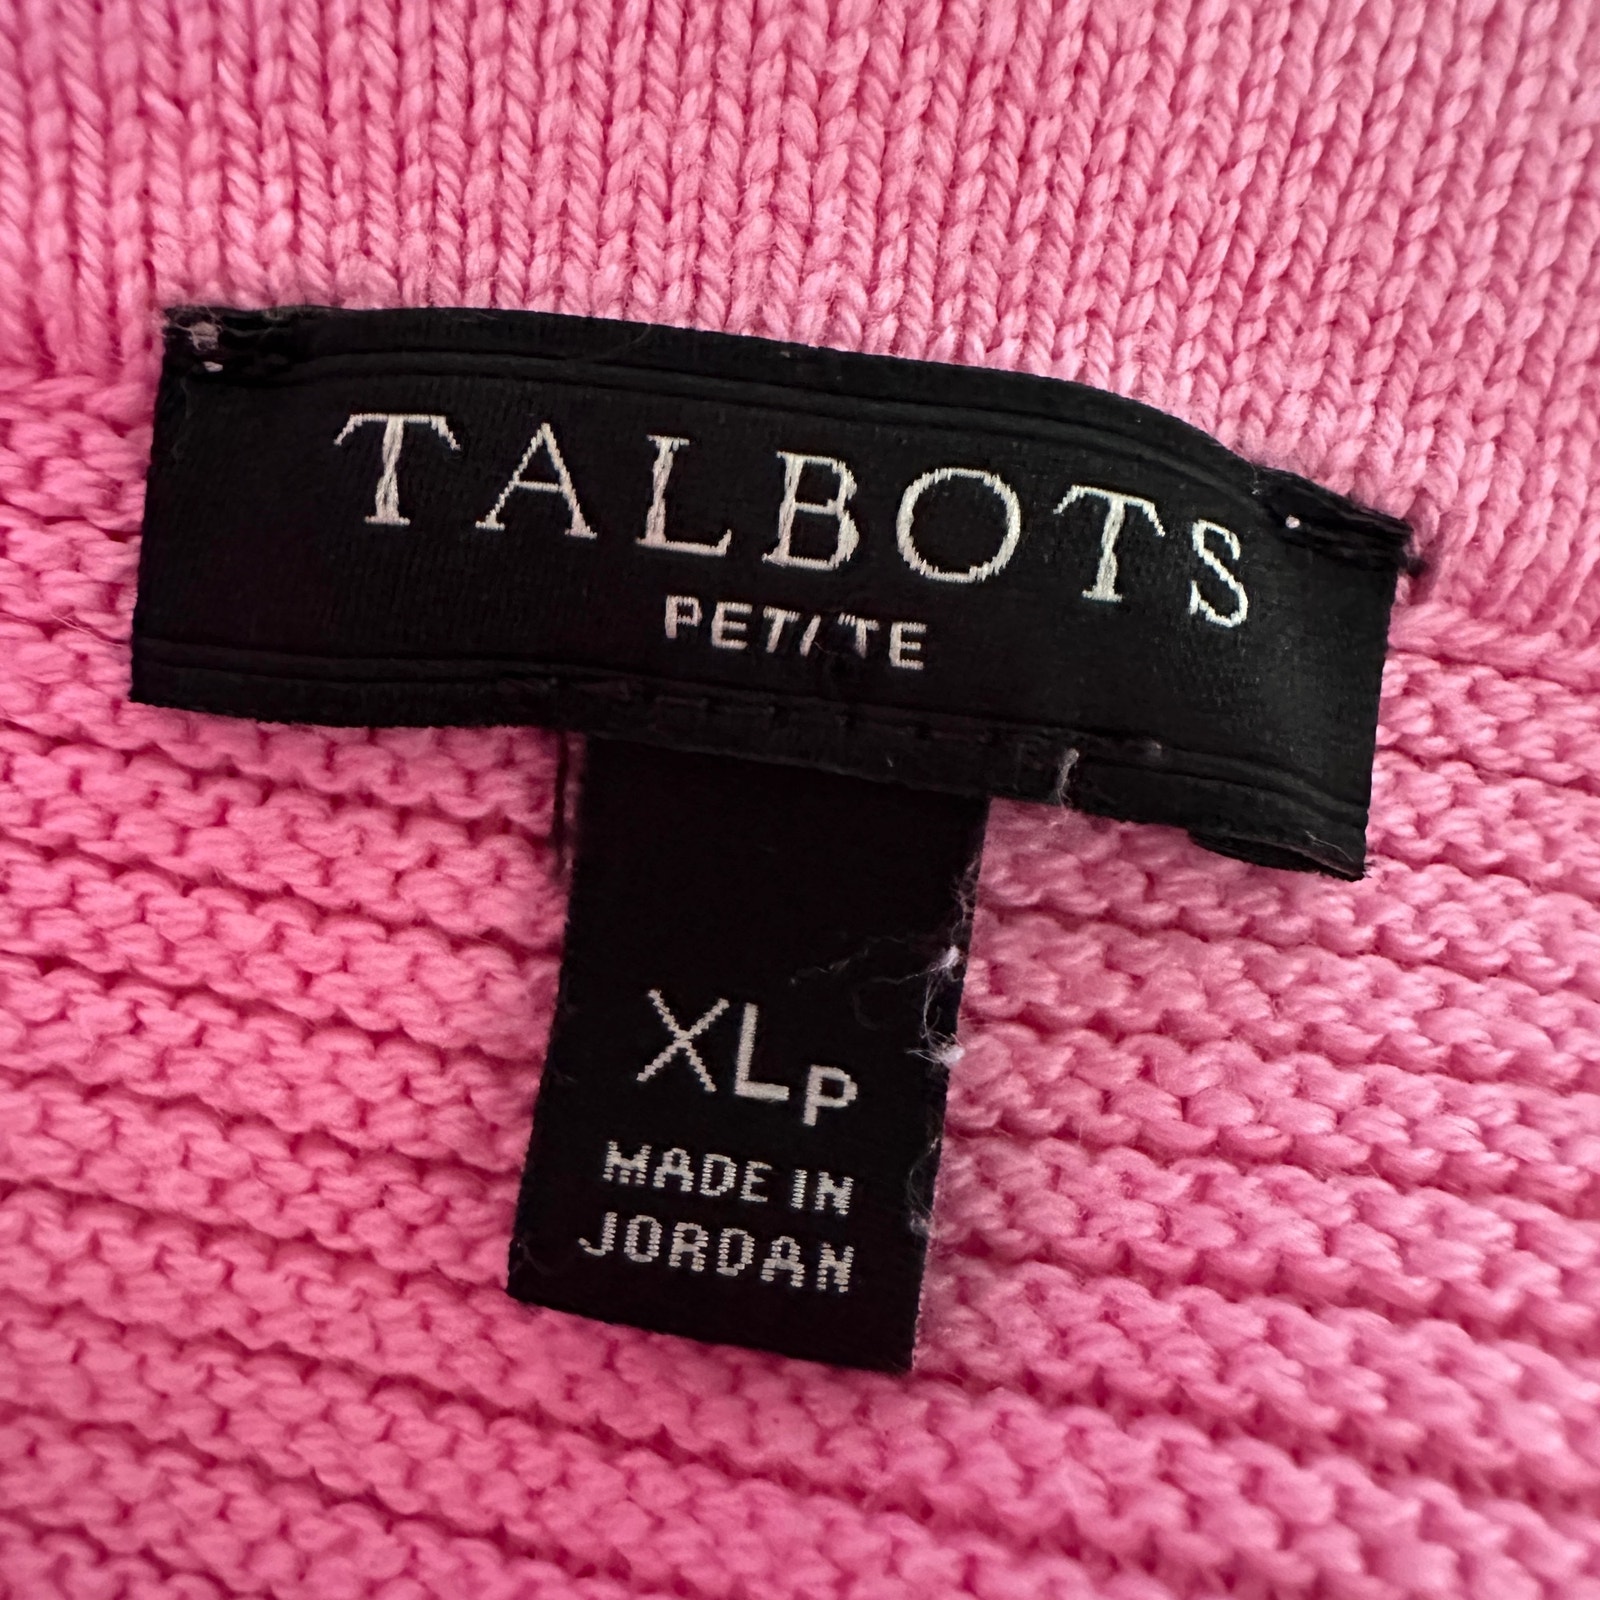 TALBOTS
PETITE
XLP
MADE IN
JORDAN